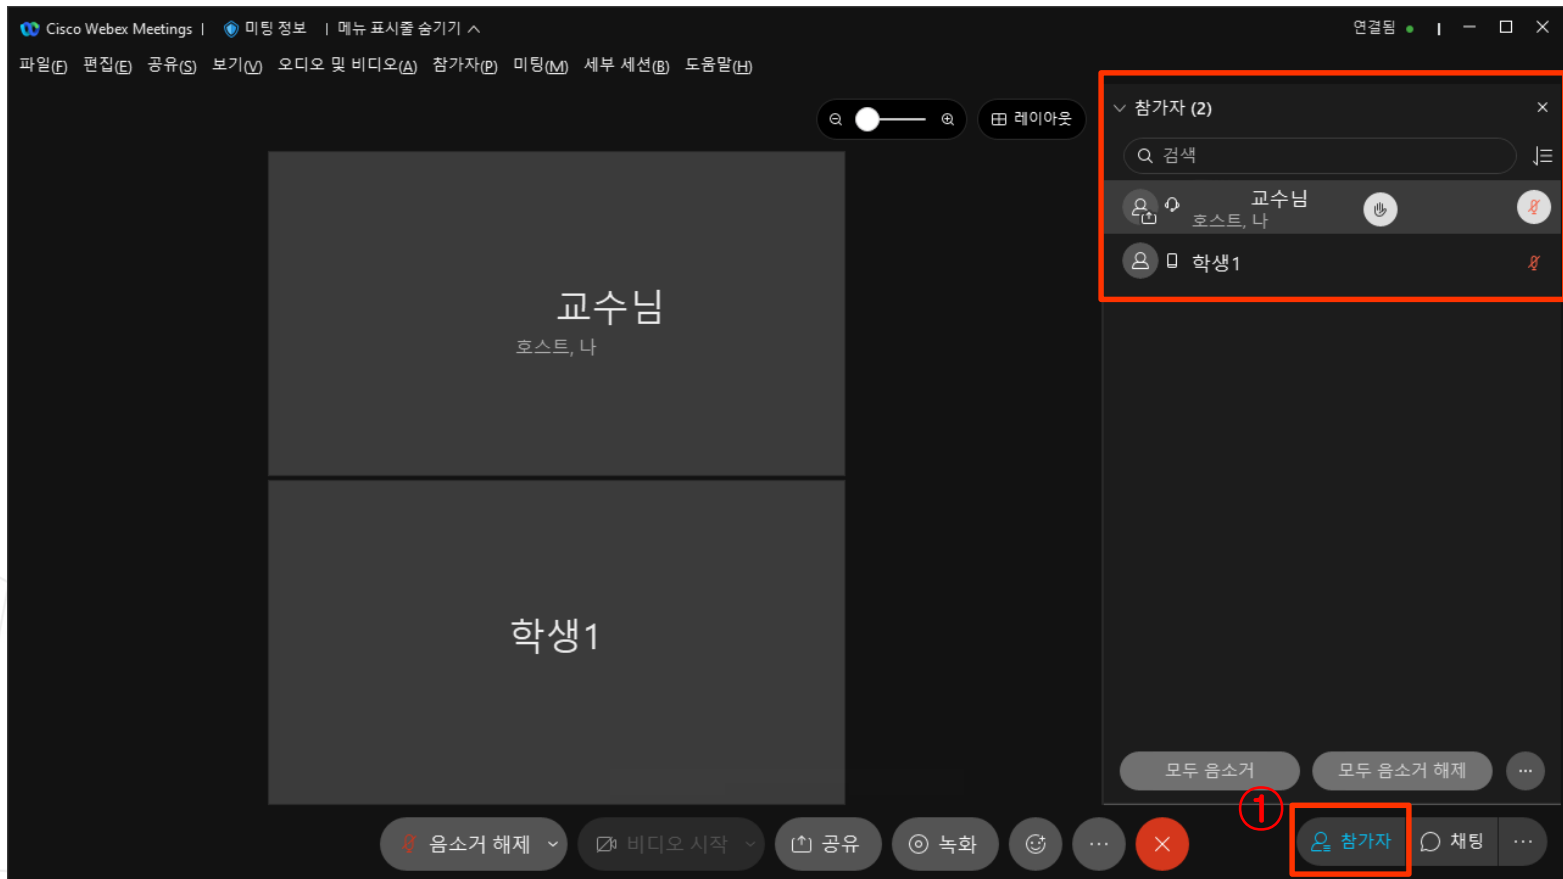 Cisco Webex Meetings | 미팅 정보 | 메뉴 표시줄 숨기기 연결됨
파일(F) 편집(E) 공유(S) 보기(V) 오디오 및 비디오(A) 참가자(P) 미팅(M) 세부 세션(B) 도움말(H)
레이아웃
참가자 (2)
검색
교수님
호스트, 나
학생1
교수님
호스트, 나
학생1
모두 음소거 모두 음소거 해제
①
음소거 해제 비디오 시작 공유 녹화 참가자 채팅